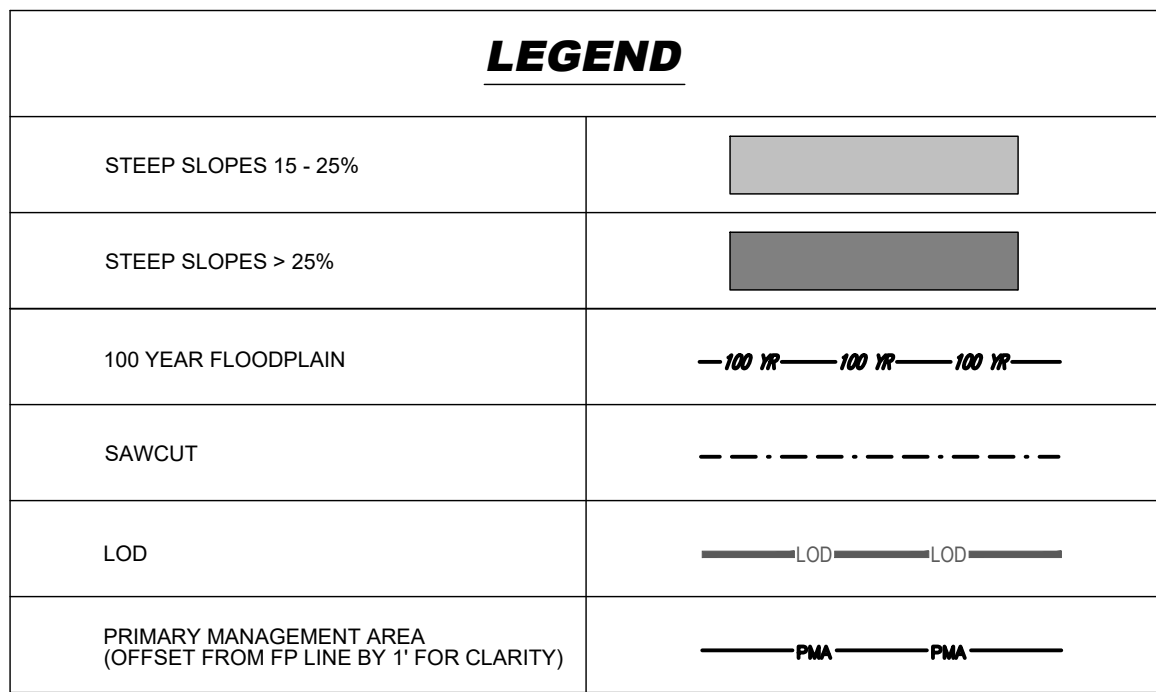 LEGEND
STEEP SLOPES 15 - 25%
STEEP SLOPES > 25%
100 YEAR FLOODPLAIN
100 YR 100 YR 100 YR
SAWCUT
LOD
LOD LOD
PRIMARY MANAGEMENT AREA
(OFFSET FROM FP LINE BY 1' FOR CLARITY)
PMA PMA